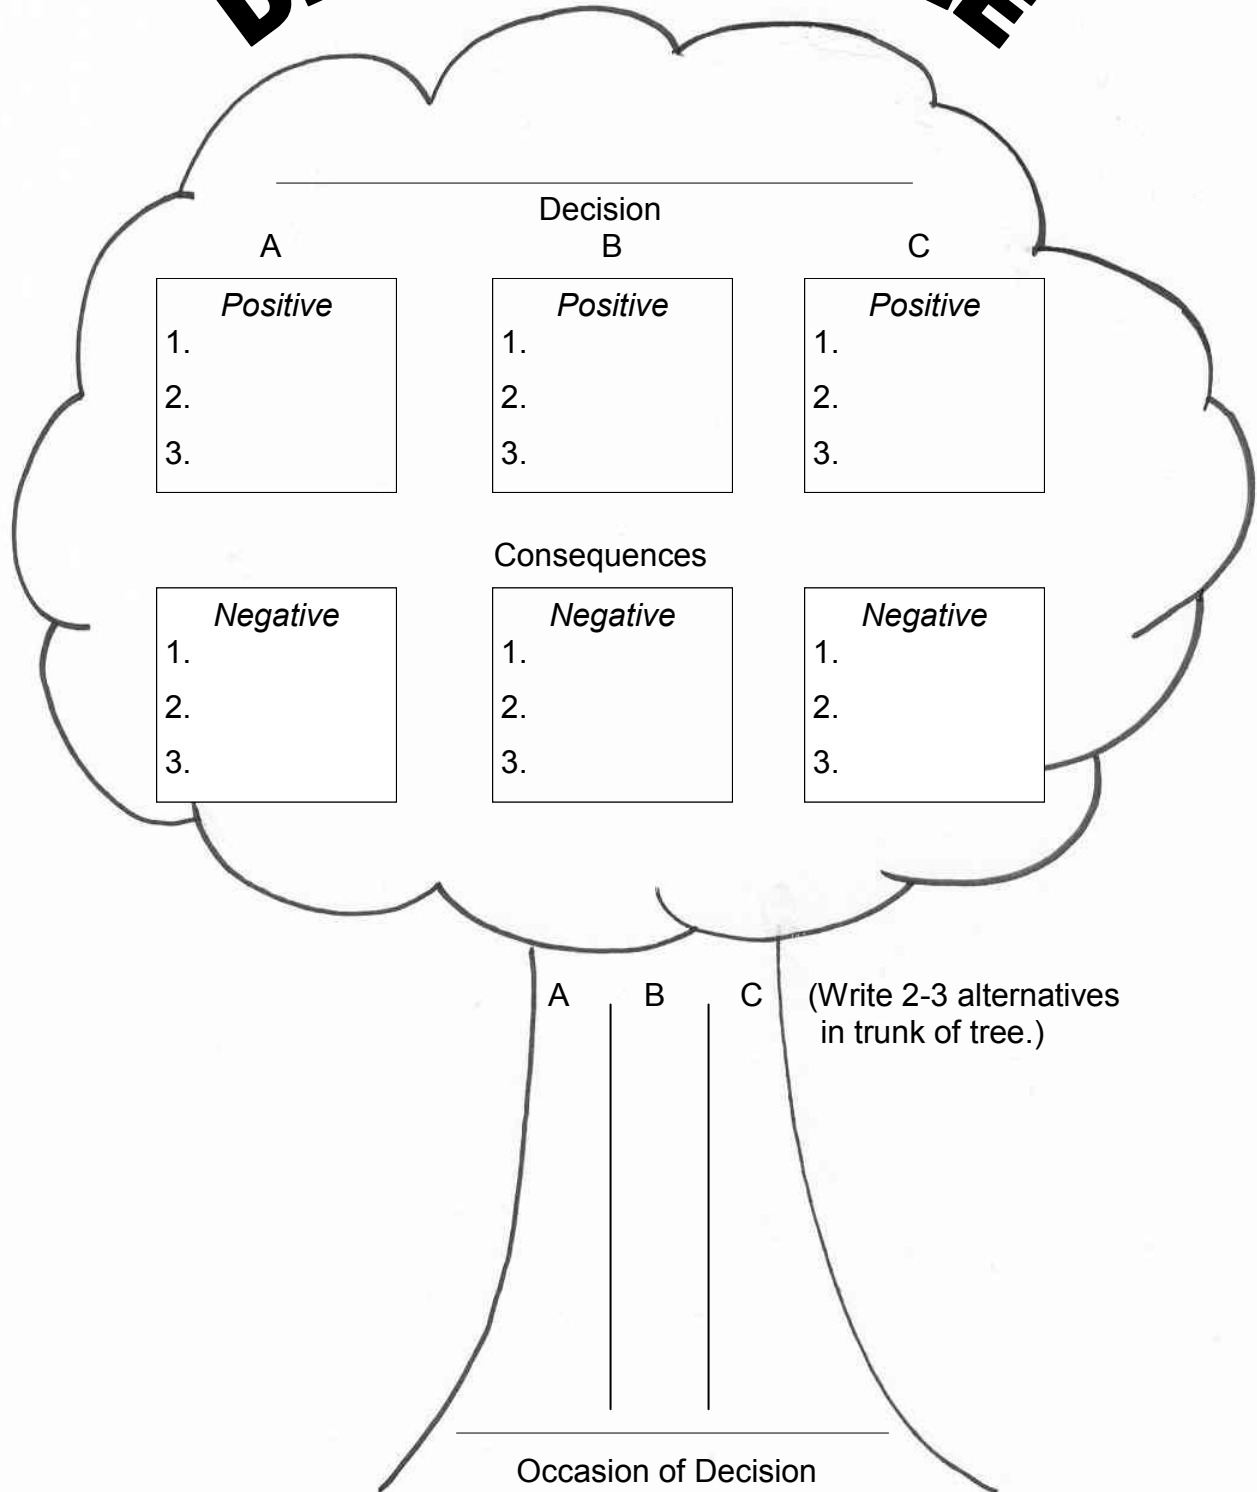 Decision
A B C
Positive Positive Positive
1. 1. 1.
2. 2. 2.
3. 3. 3.
Consequences
Negative Negative Negative
1. 1. 1.
2. 2. 2.
3. 3. 3.
A B C (Write 2-3 alternatives
in trunk of tree.)
Occasion of Decision